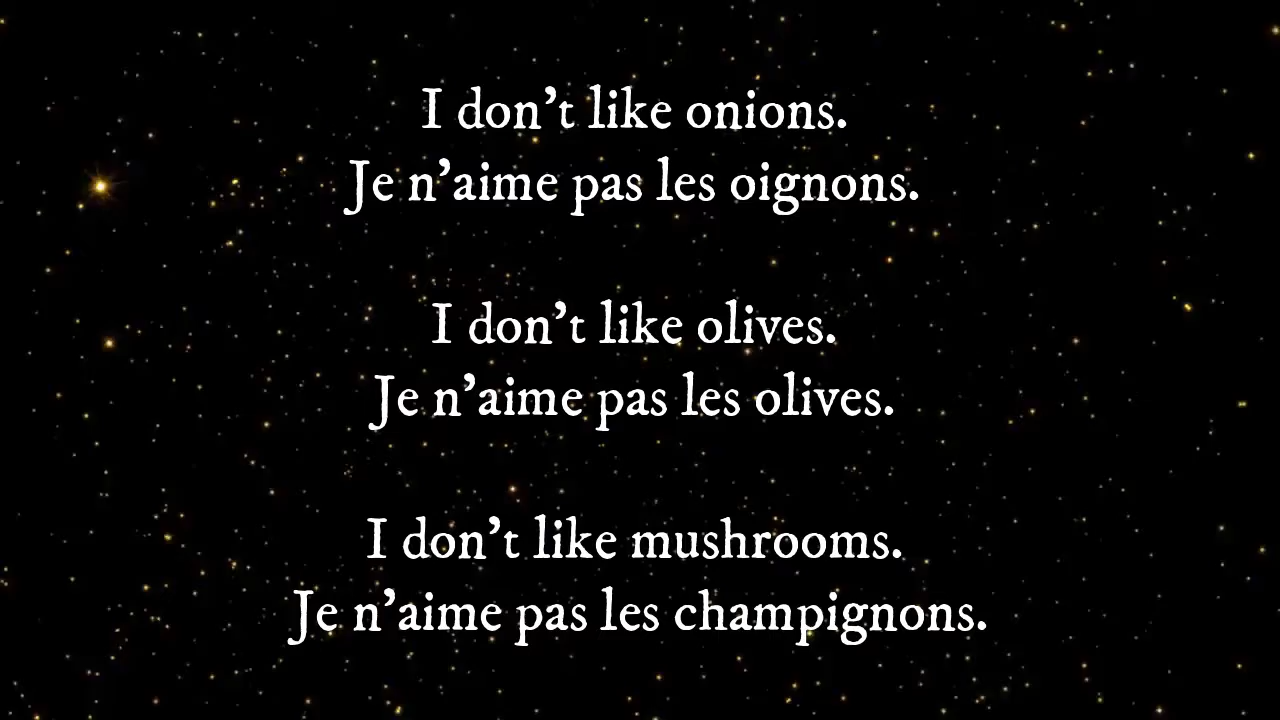 I don’t like onions.
Je n’aime pas les oignons.
I don’t like olives.
Je n’aime pas les olives.
I don’t like mushrooms.
Je n’aime pas les champignons.